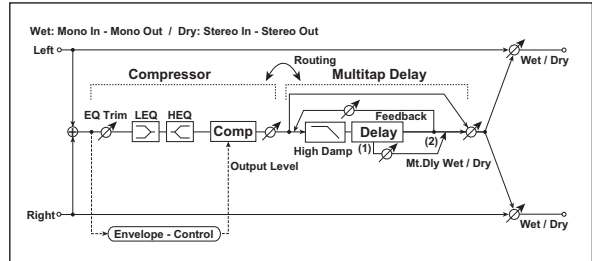 Wet: Mono In - Mono Out / Dry: Stereo In - Stereo Out
Left
Wet / Dry
Routing
Compressor
Multitap Delay
EQ Trim
LEQ
HEQ
Feedback
Comp
Delay
High Damp
(1)
(2)
Mt.Dly Wet / Dry
Output Level
Right
Envelope - Control
Wet / Dry